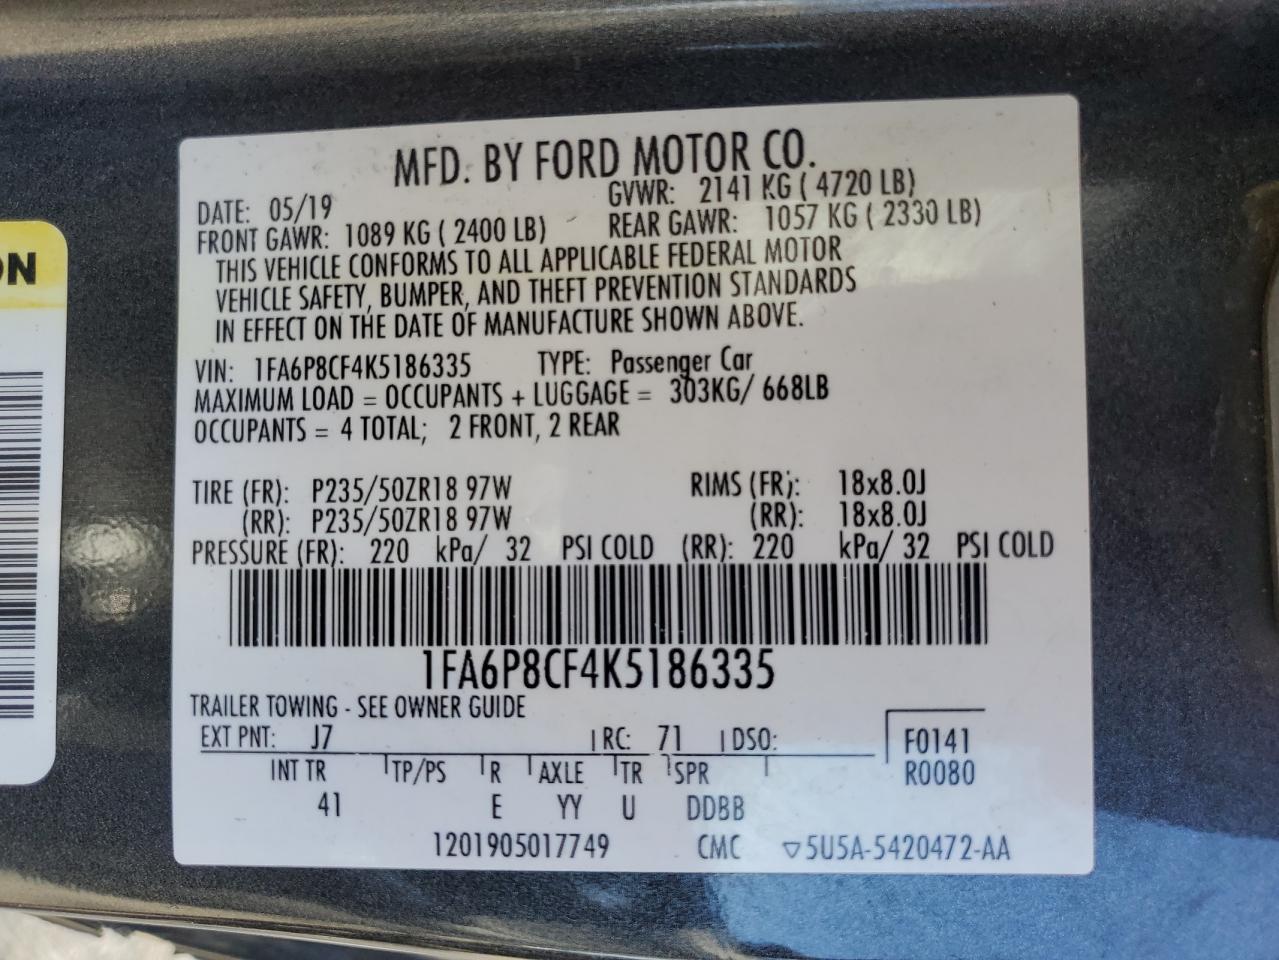 MFD. BY FORD MOTOR CO.
DATE: 05/19 GVWR: 2141 KG ( 4720 LB)
FRONT GAWR: 1089 KG ( 2400 LB) REAR GAWR: 1057 KG ( 2330 LB)
THIS VEHICLE CONFORMS TO ALL APPLICABLE FEDERAL MOTOR
VEHICLE SAFETY, BUMPER, AND THEFT PREVENTION STANDARDS
IN EFFECT ON THE DATE OF MANUFACTURE SHOWN ABOVE.
VIN: 1FA6P8CF4K5186335 TYPE: Passenger Car
MAXIMUM LOAD = OCCUPANTS + LUGGAGE = 303KG/ 668LB
OCCUPANTS = 4 TOTAL; 2 FRONT, 2 REAR
TIRE (FR): P235/50ZR18 97W RIMS (FR): 18x8.0J
(RR): P235/50ZR18 97W (RR): 18x8.0J
PRESSURE (FR): 220 kPa/ 32 PSI COLD (RR): 220 kPa/ 32 PSI COLD
1FA6P8CF4K5186335
TRAILER TOWING - SEE OWNER GUIDE
EXT PNT: J7 RC: 71 DSO: F0141
INT TR TP/PS R AXLE TR SPR R0080
41 E YY U DDBB
1201905017749 CMC ▽5U5A-5420472-AA
ON